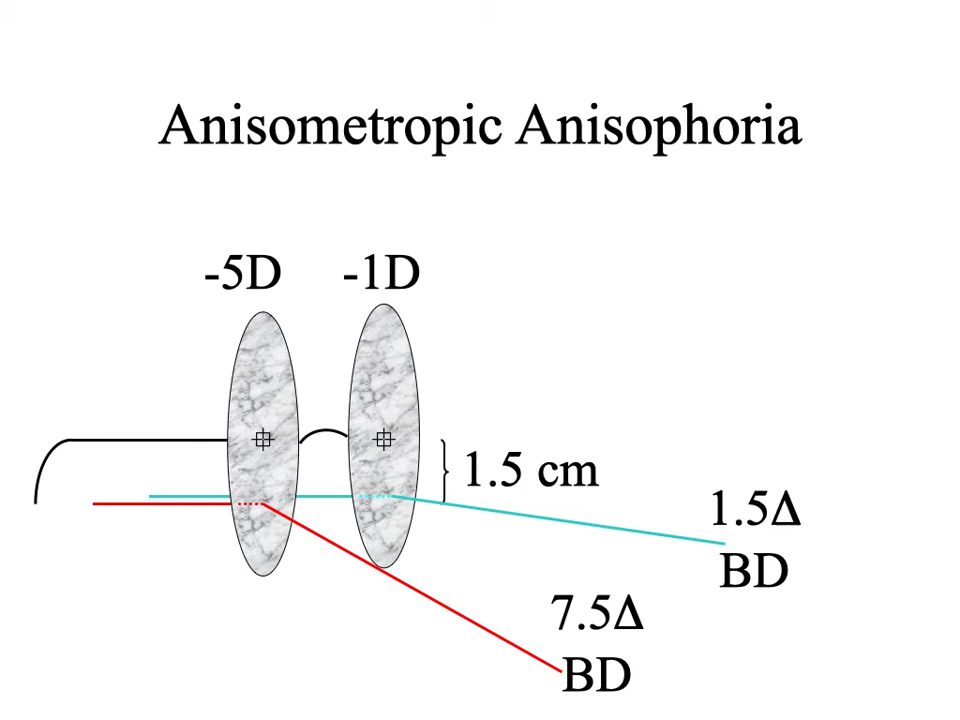 Anisometropic Anisophoria
-5D -1D
1.5 cm
1.5Δ
BD
7.5Δ
BD